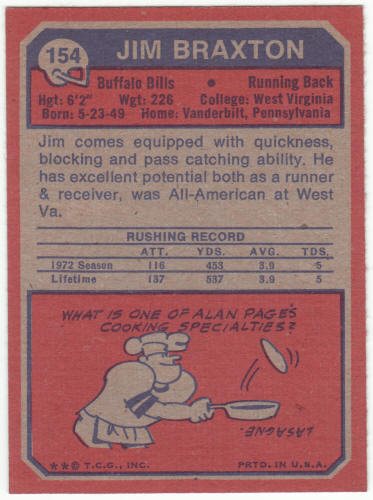 154
JIM BRAXTON
Buffalo Bills • Running Back
Hgt: 6'2" Wgt: 226 College: West Virginia
Born: 5-23-49 Home: Vanderbilt, Pennsylvania
Jim comes equipped with quickness,
blocking and pass catching ability. He
has excellent potential both as a runner
& receiver, was All-American at West
Va.
RUSHING RECORD
ATT. YDS. AVG. TDS.
1972 Season 116 453 3.9 5
Lifetime 137 537 3.9 5
WHAT IS ONE OF ALAN PAGE'S
COOKING SPECIALTIES?
LASAGNE.
**© T.C.G., INC. PRTD. IN U.S.A.